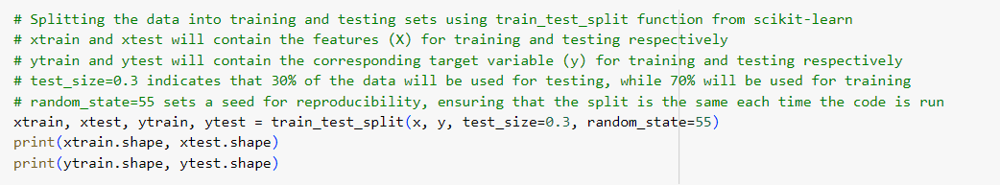 # Splitting the data into training and testing sets using train_test_split function from scikit-learn
# xtrain and xtest will contain the features (X) for training and testing respectively
# ytrain and ytest will contain the corresponding target variable (y) for training and testing respectively
# test_size=0.3 indicates that 30% of the data will be used for testing, while 70% will be used for training
# random_state=55 sets a seed for reproducibility, ensuring that the split is the same each time the code is run
xtrain, xtest, ytrain, ytest = train_test_split(x, y, test_size=0.3, random_state=55)
print(xtrain.shape, xtest.shape)
print(ytrain.shape, ytest.shape)